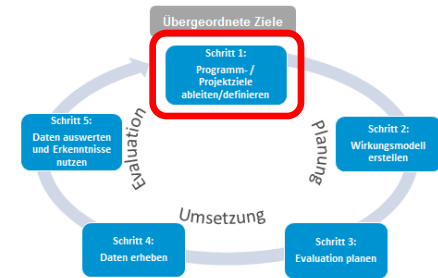 Übergeordnete Ziele
Schritt 1:
Programm- /
Projektziele
ableiten/definieren
Schritt 2:
Wirkungsmodell
erstellen
Schritt 3:
Evaluation planen
Schritt 4:
Daten erheben
Schritt 5:
Daten auswerten
und Erkenntnisse
nutzen
Planung
Umsetzung
Evaluation